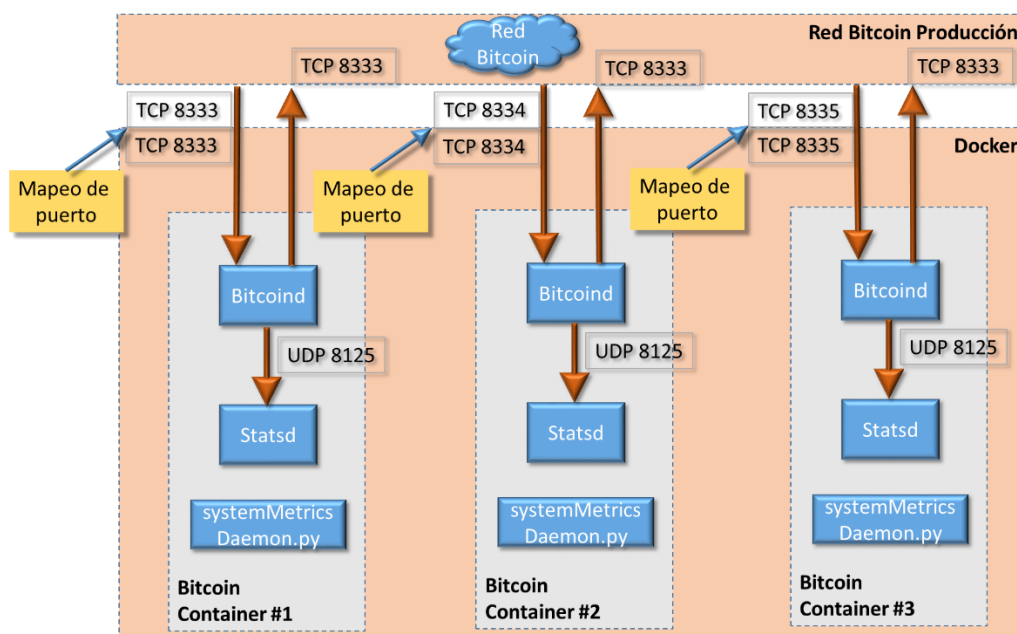 Red
Bitcoin
Red Bitcoin Producción
TCP 8333
TCP 8333
TCP 8333
TCP 8333
TCP 8334
TCP 8335
TCP 8333
TCP 8334
TCP 8335
Docker
Mapeo de
puerto
Mapeo de
puerto
Mapeo de
puerto
Bitcoind
Bitcoind
Bitcoind
UDP 8125
UDP 8125
UDP 8125
Statsd
Statsd
Statsd
systemMetrics
Daemon.py
systemMetrics
Daemon.py
systemMetrics
Daemon.py
Bitcoin
Container #1
Bitcoin
Container #2
Bitcoin
Container #3